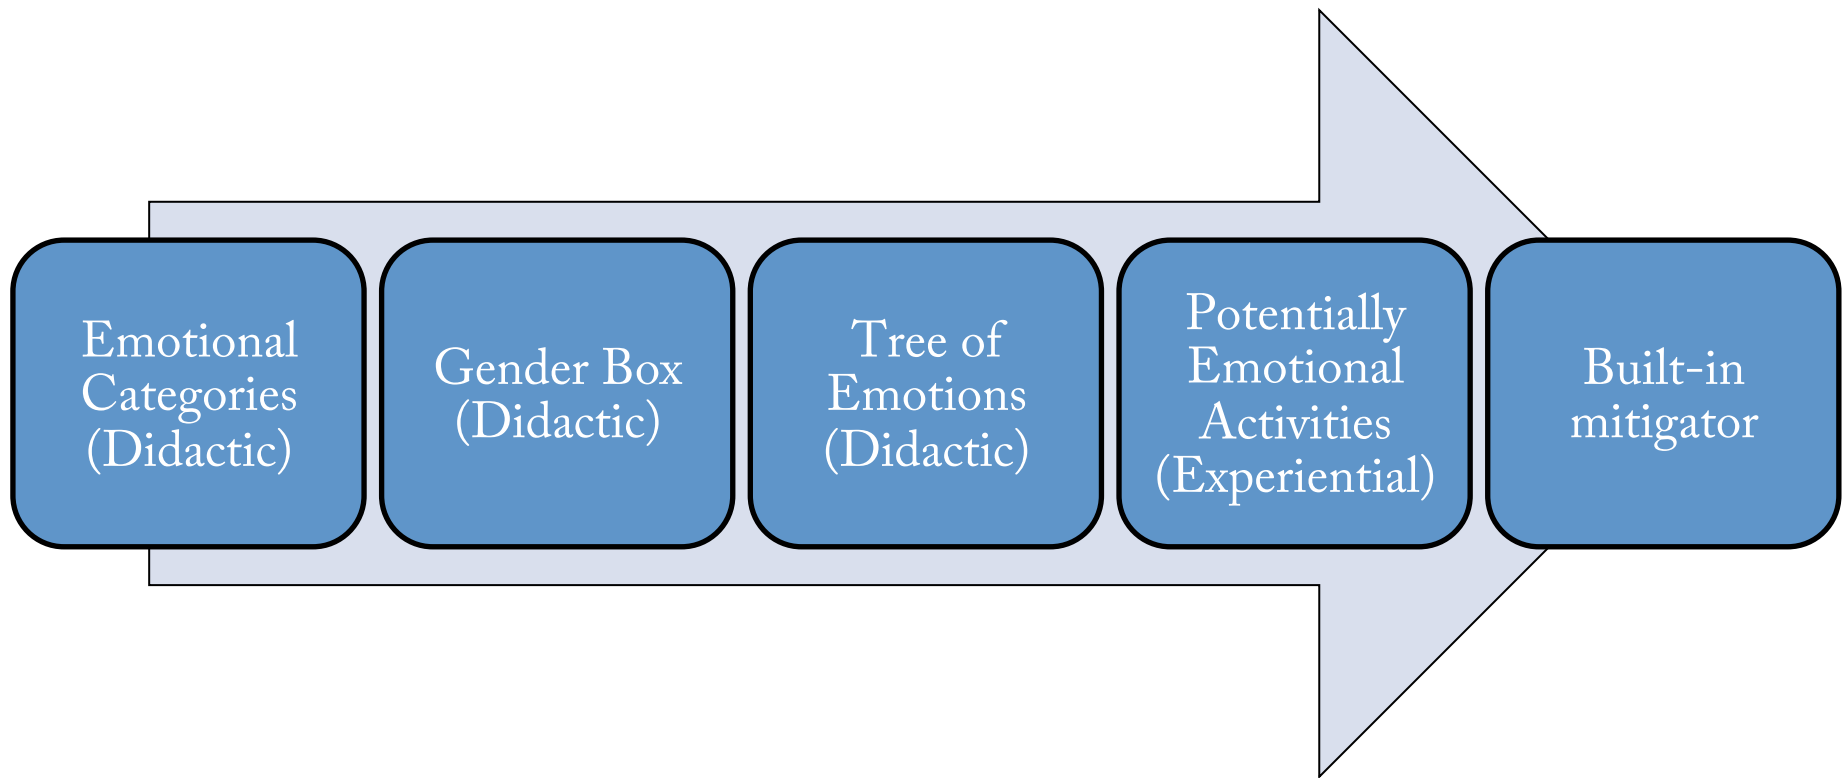 Emotional
Categories
(Didactic)
Gender Box
(Didactic)
Tree of
Emotions
(Didactic)
Potentially
Emotional
Activities
(Experiential)
Built-in
mitigator